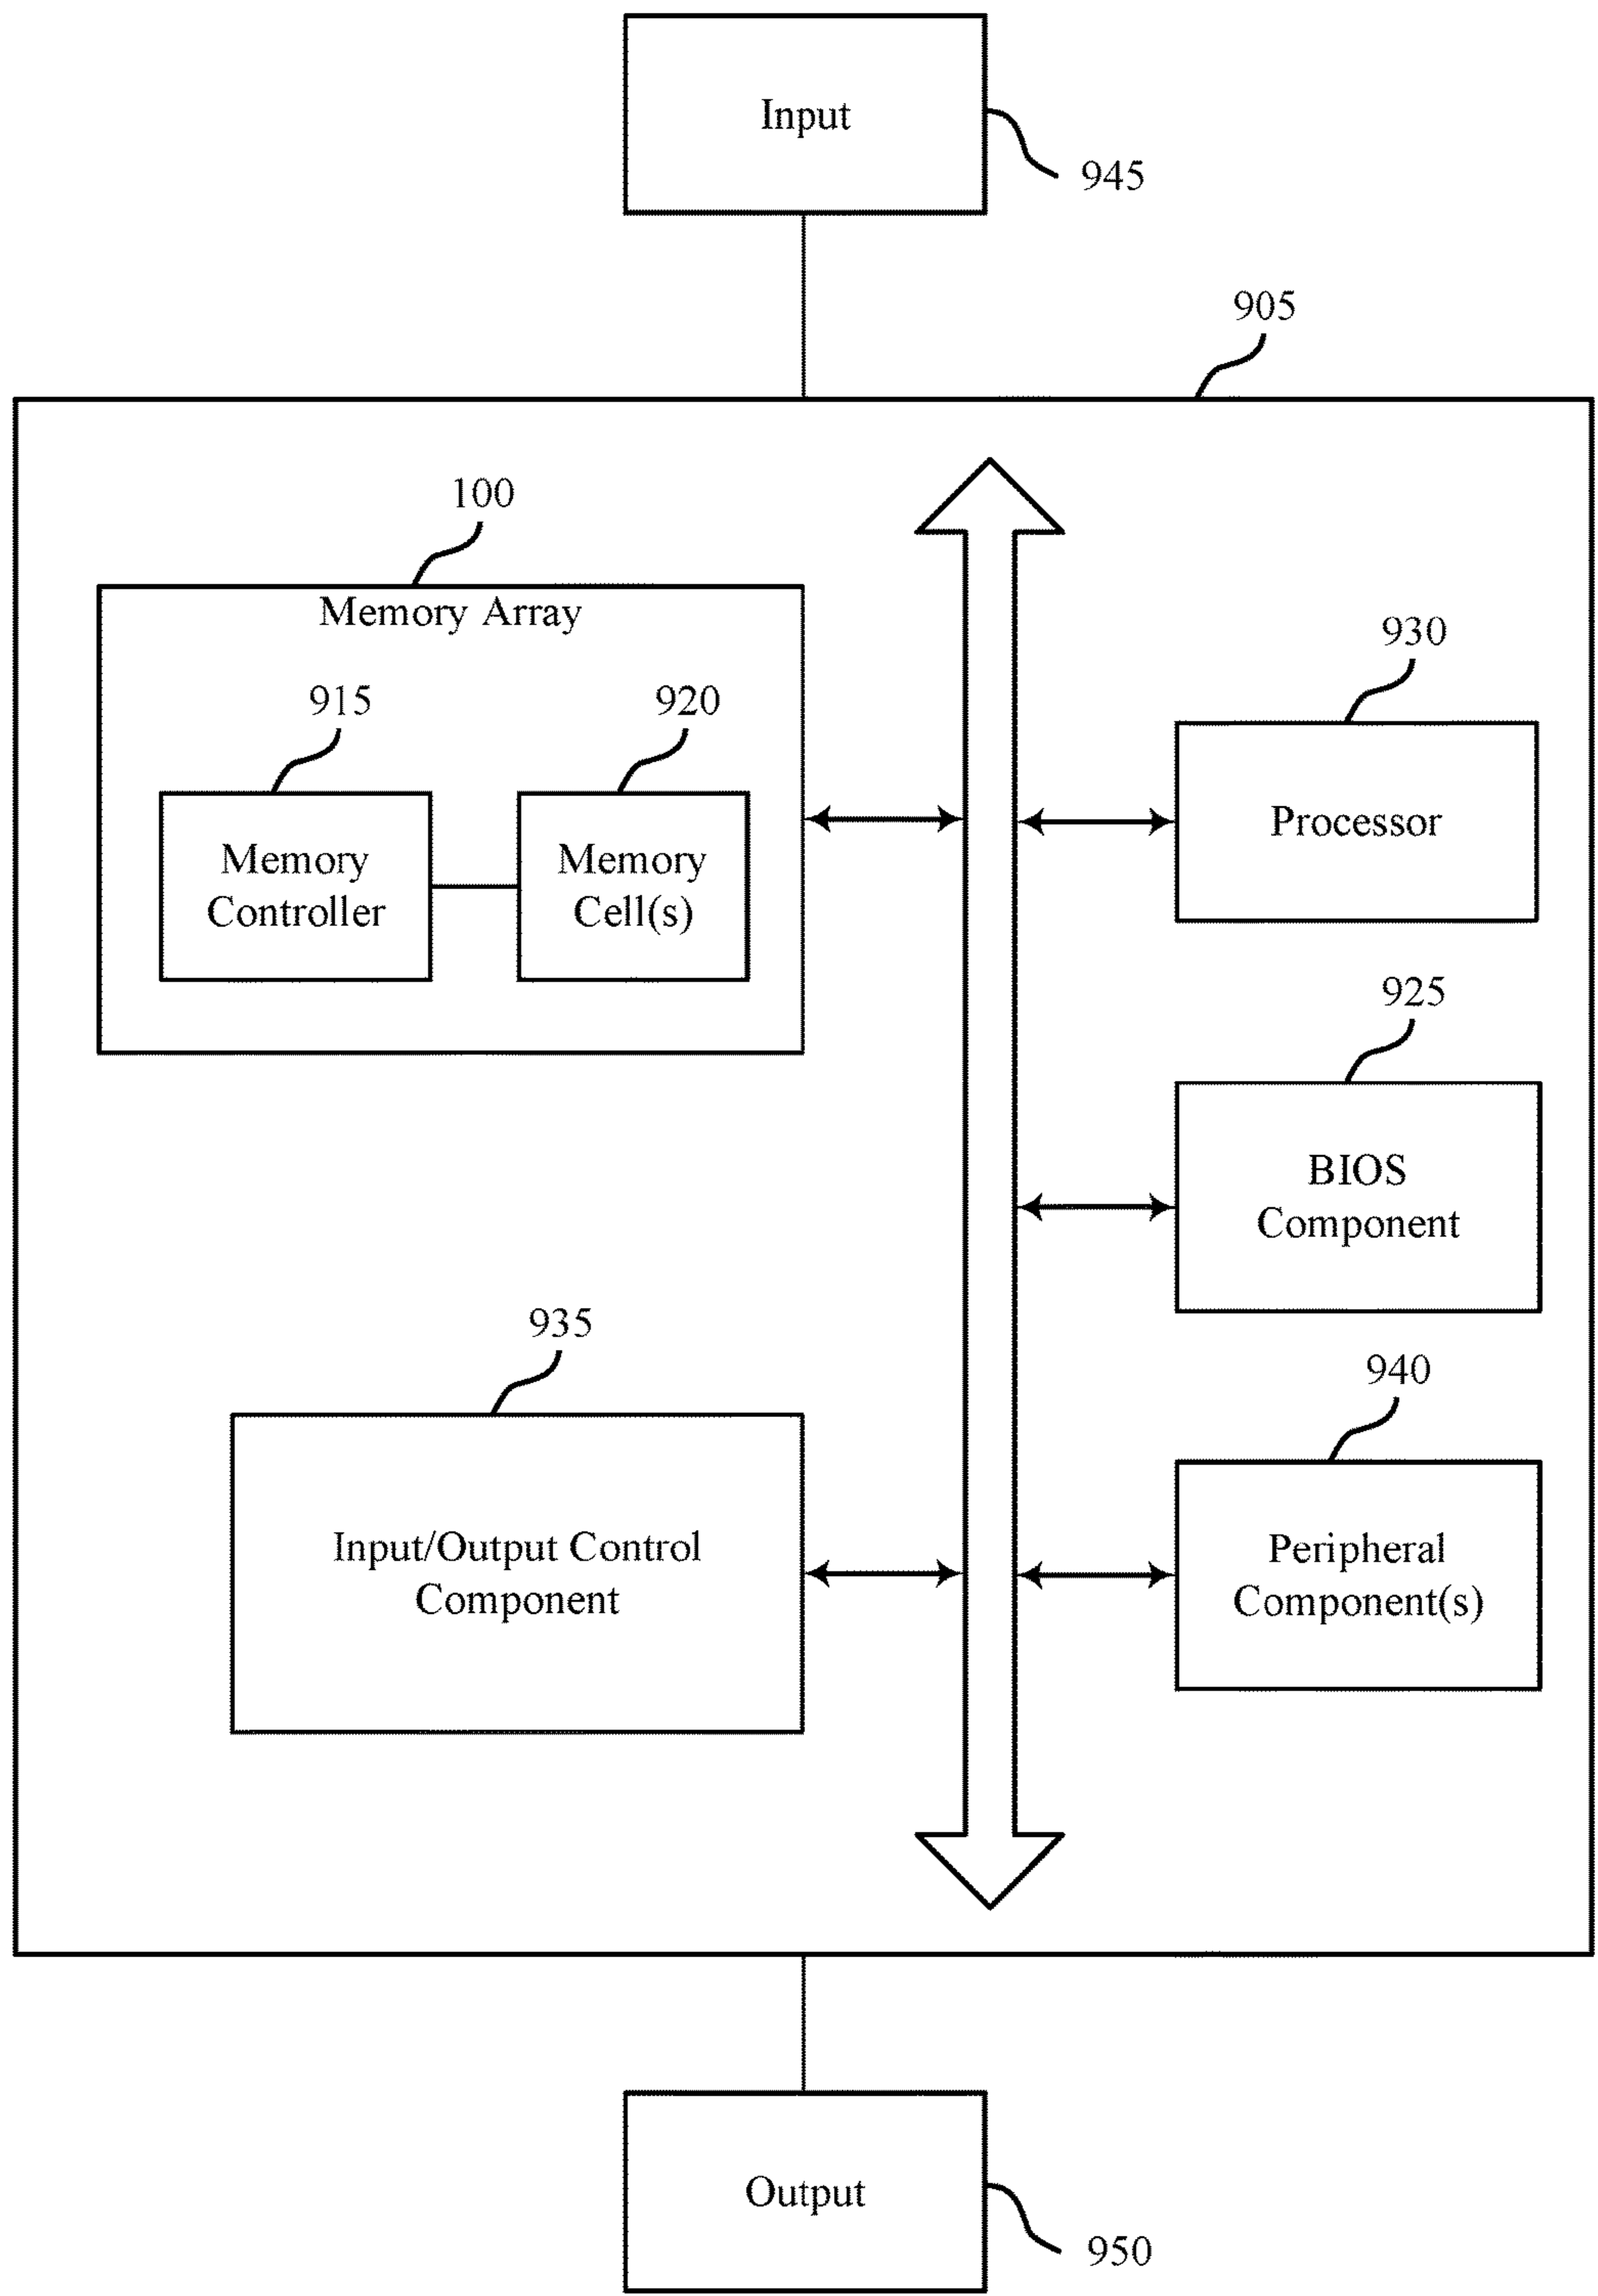 Input
945
905
100
Memory Array
915
920
Memory
Controller
Memory
Cell(s)
930
Processor
925
BIOS
Component
935
Input/Output Control
Component
940
Peripheral
Component(s)
Output
950